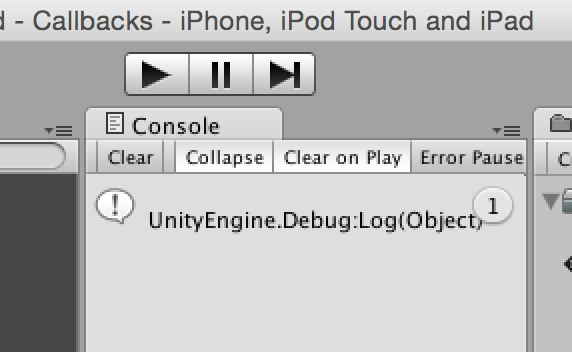 - Callbacks - iPhone, iPod Touch and iPad
Console
Clear Collapse Clear on Play Error Pause
UnityEngine.Debug:Log(Object) 1